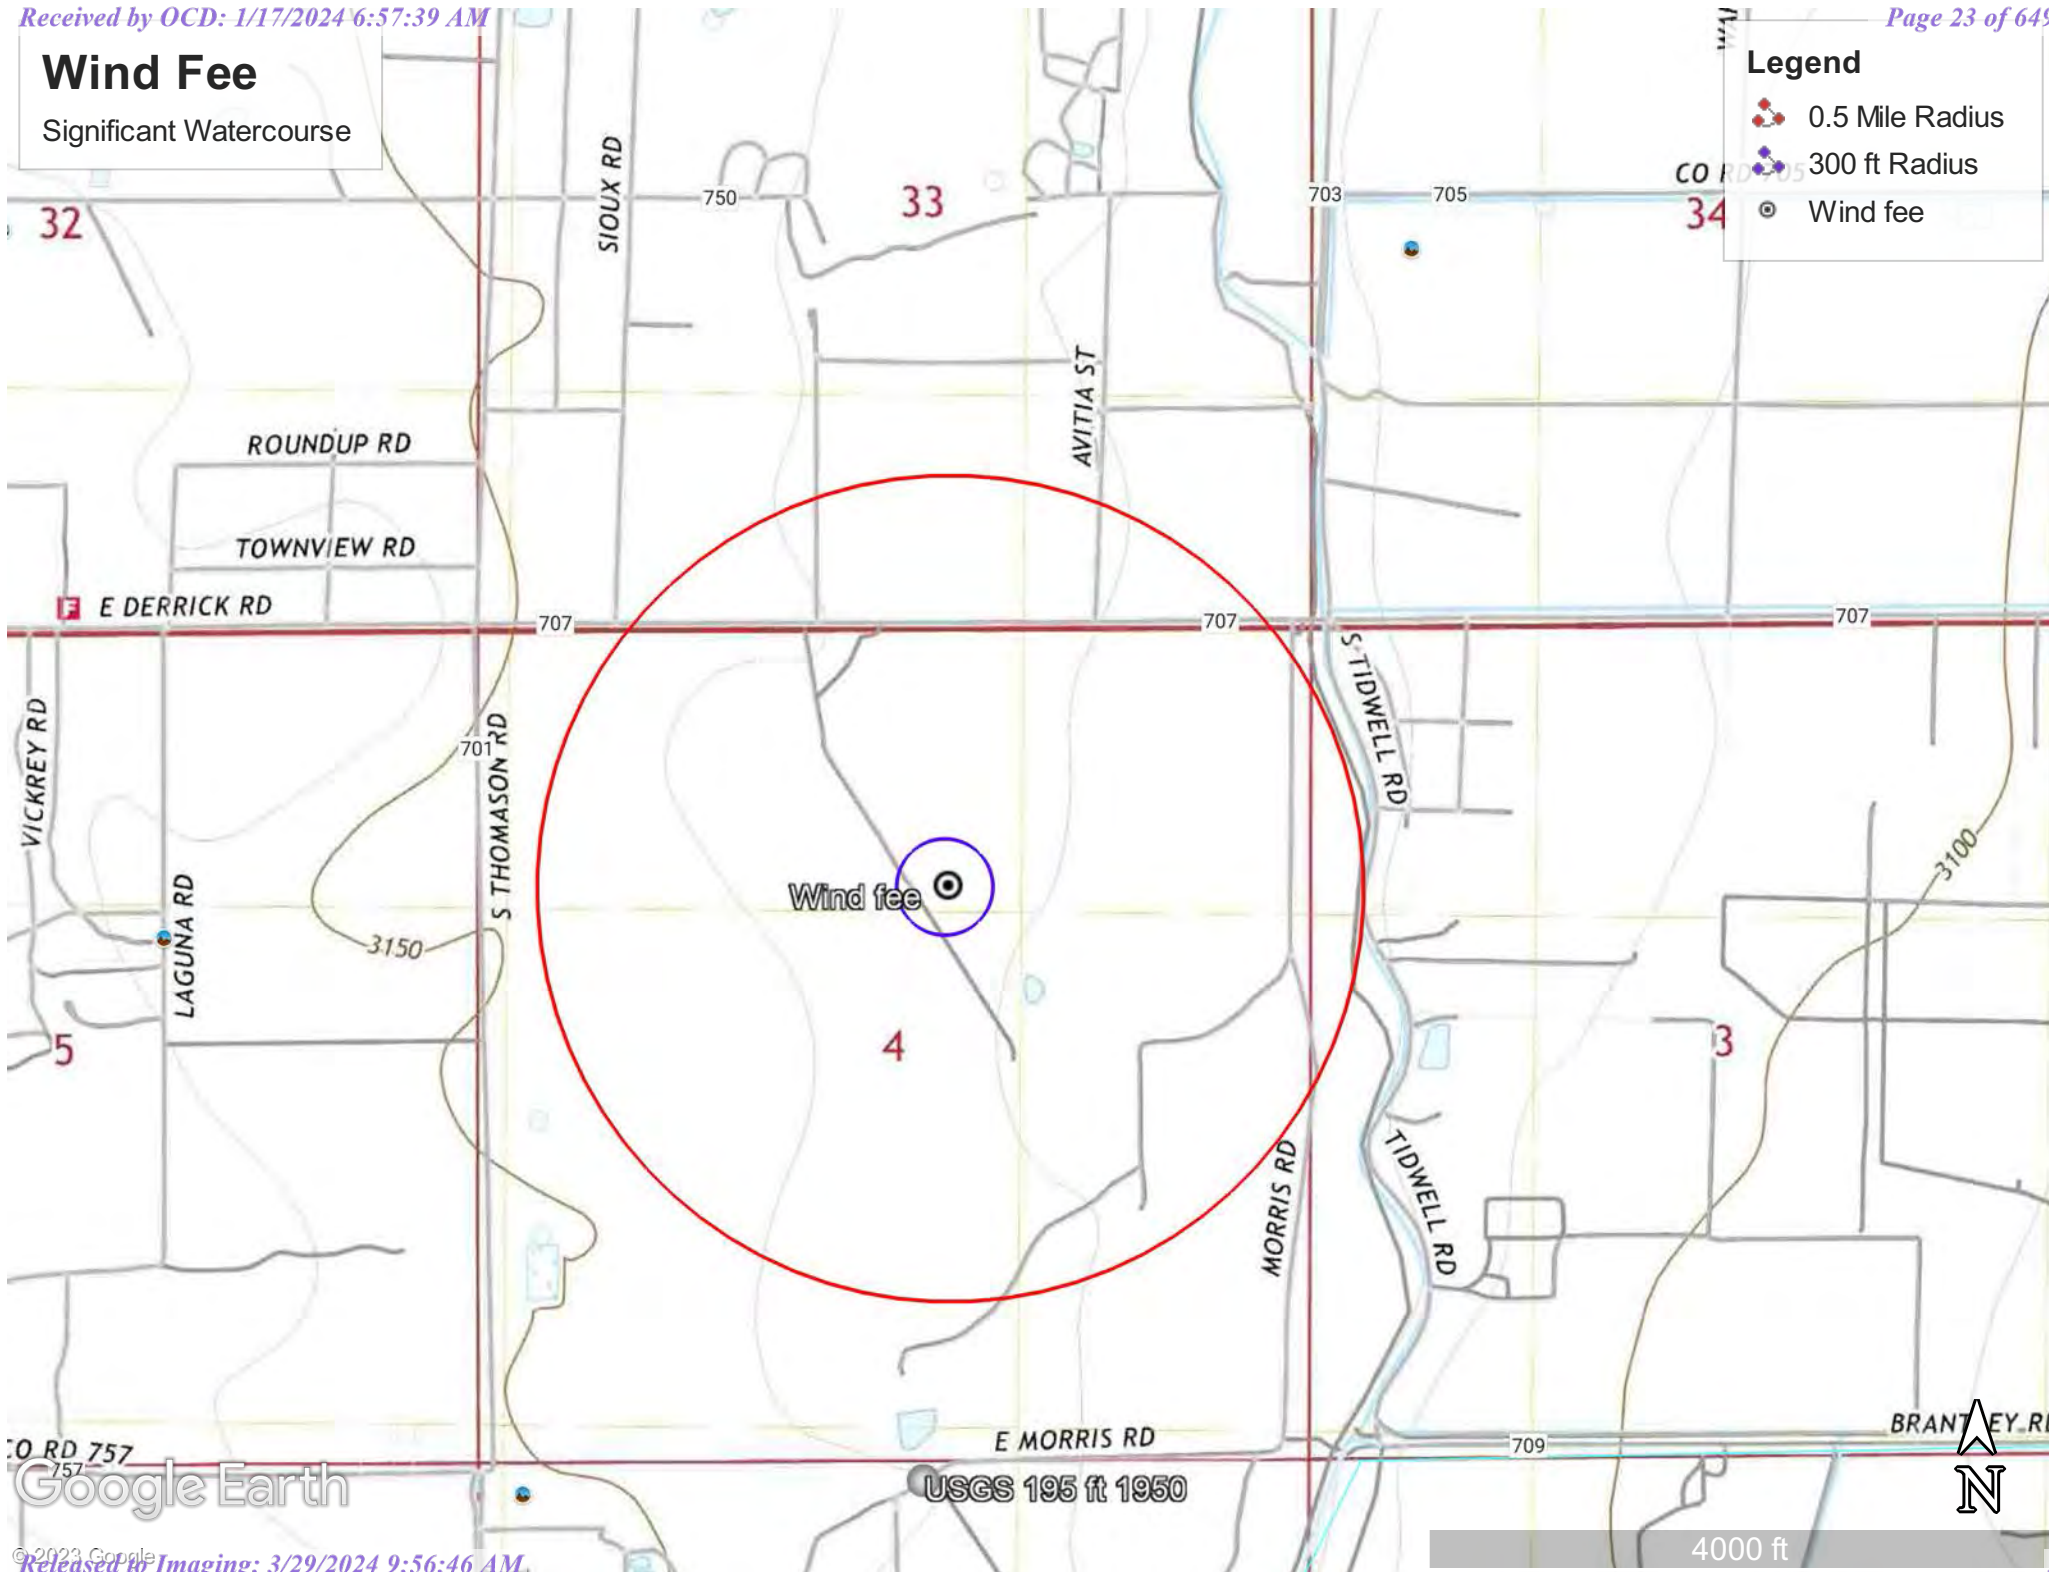 Received by OCD: 1/17/2024 6:57:39 AM
Page 23 of 649
Wind Fee
Significant Watercourse
Legend
0.5 Mile Radius
300 ft Radius
Wind fee
CO RD 705
SIOUX RD
750
33
703
705
32
34
AVITIA ST
ROUNDUP RD
TOWNVIEW RD
E DERRICK RD
F
707
707
707
S TIDWELL RD
VICKREY RD
701
S THOMASON RD
3100
Wind fee
LAGUNA RD
3150
5
4
3
MORRIS RD
TIDWELL RD
E MORRIS RD
709
BRANTLEY RD
CO RD 757
757
Google Earth
USGS 195 ft 1950
N
4000 ft
© 2023 Google
Released to Imaging: 3/29/2024 9:56:46 AM